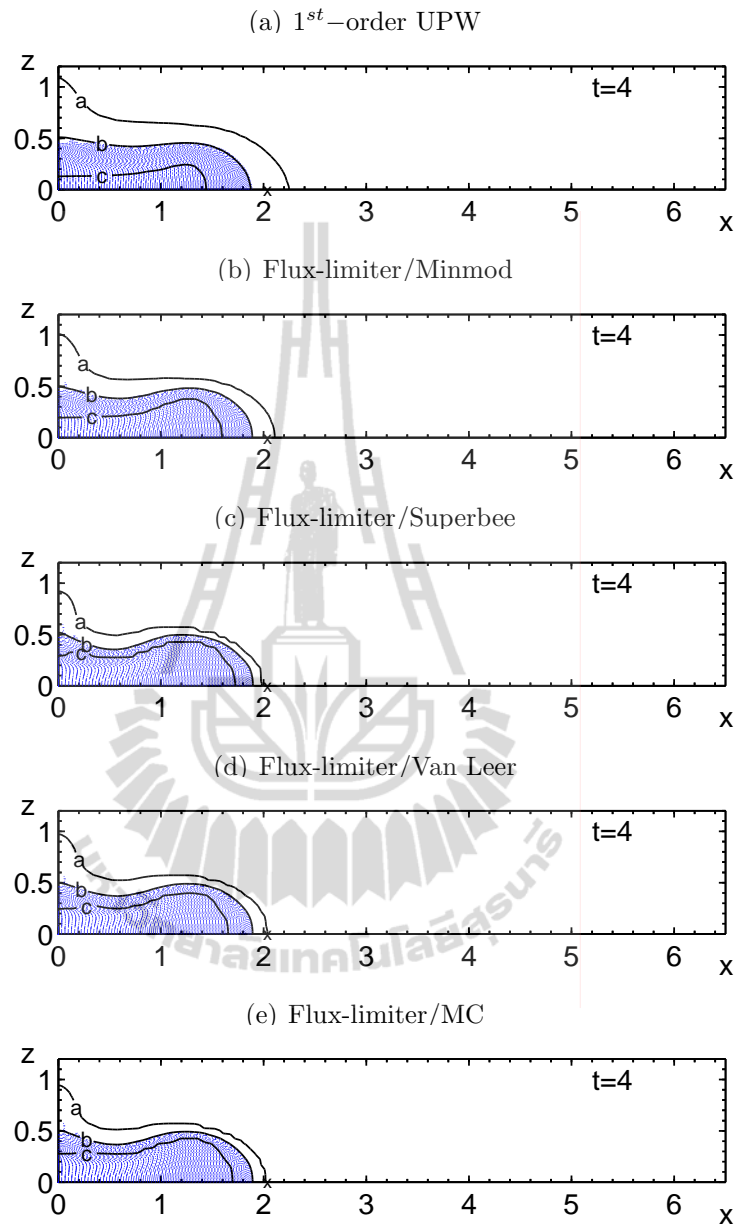 (a) 1st−order UPW
z
1
0.5
0
a
b
c
x
t=4
0 1 2 3 4 5 6
x
(b) Flux-limiter/Minmod
z
1
0.5
0
a
b
c
x
t=4
0 1 2 3 4 5 6
x
(c) Flux-limiter/Superbee
z
1
0.5
0
a
b
c
x
t=4
0 1 2 3 4 5 6
x
(d) Flux-limiter/Van Leer
z
1
0.5
0
a
b
c
x
t=4
0 1 2 3 4 5 6
x
(e) Flux-limiter/MC
z
1
0.5
0
a
b
c
x
t=4
0 1 2 3 4 5 6
x